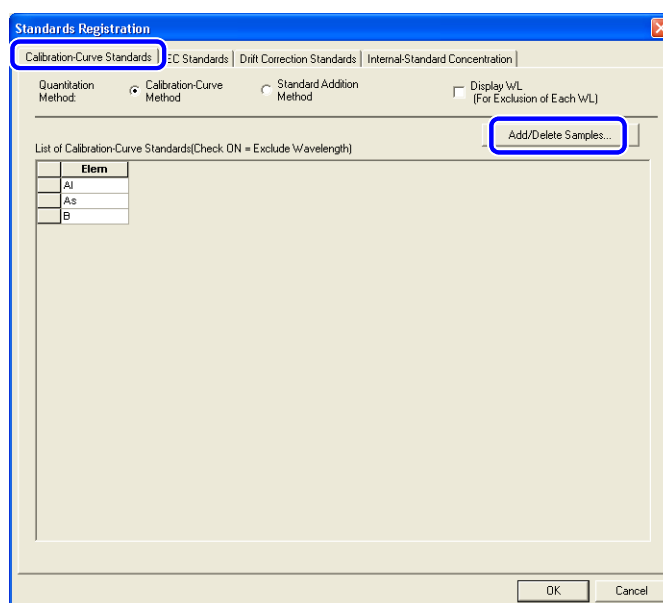 Standards Registration
Calibration-Curve Standards EC Standards Drift Correction Standards Internal-Standard Concentration
Quantitation Method: Calibration-Curve Method Standard Addition Method Display WL (For Exclusion of Each WL)
Add/Delete Samples...
List of Calibration-Curve Standards(Check ON = Exclude Wavelength)
Elem
Al
As
B
OK Cancel